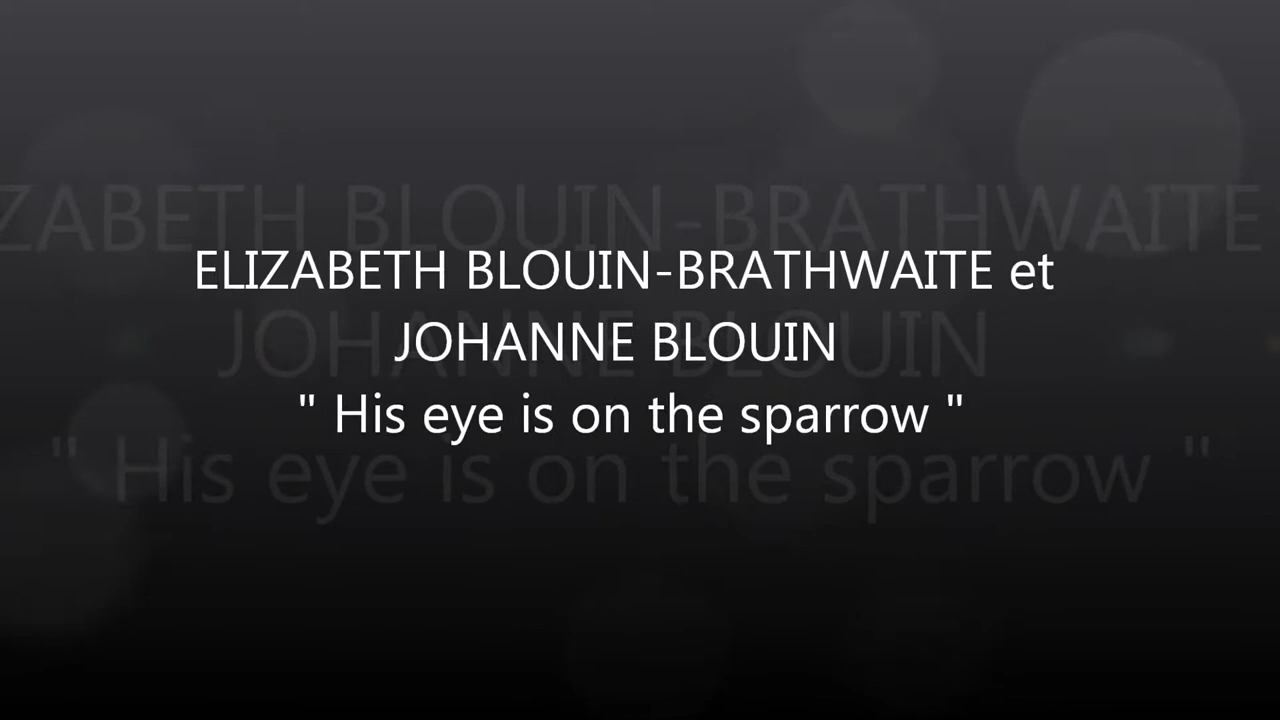 ELIZABETH BLOUIN-BRATHWAITE et
JOHANNE BLOUIN
" His eye is on the sparrow "